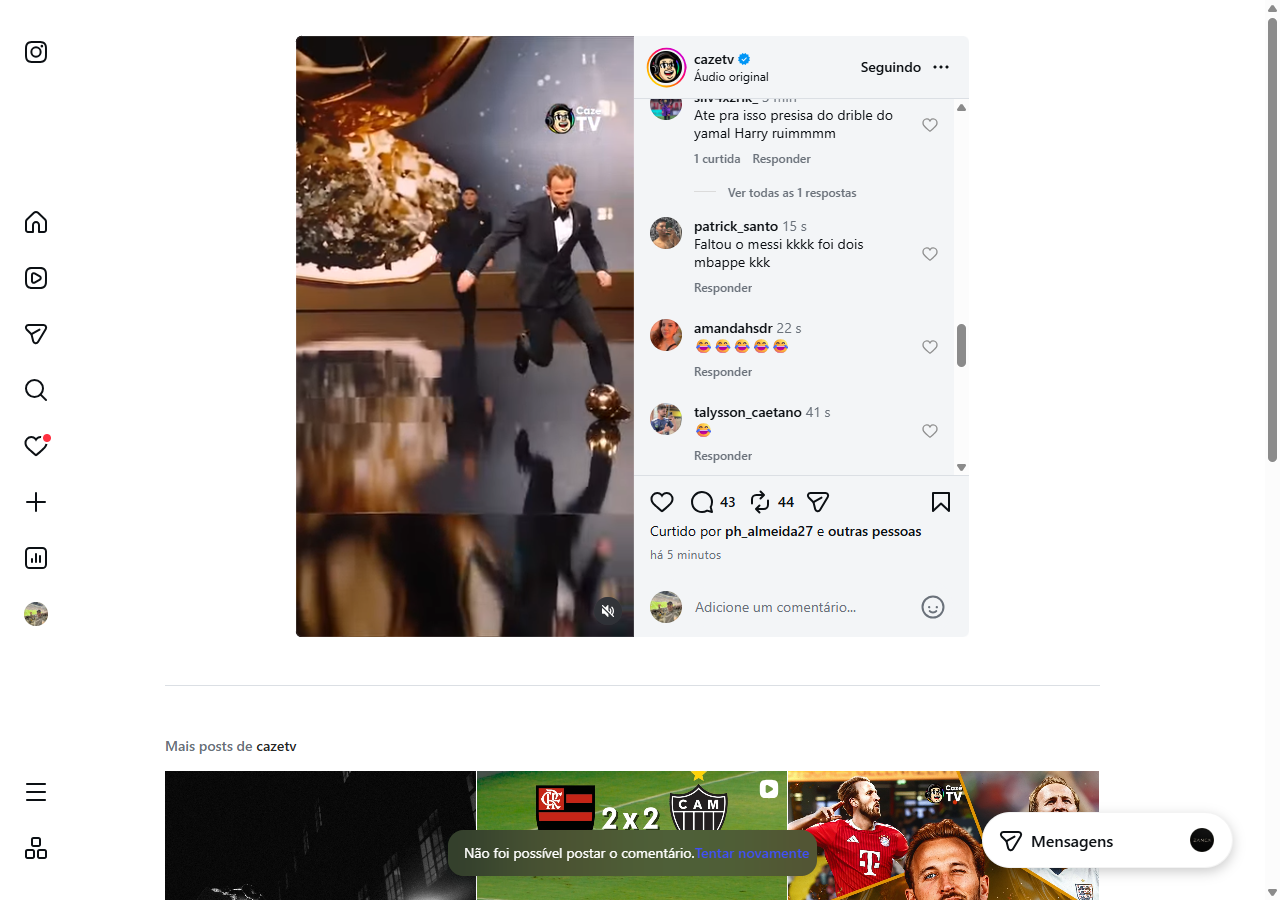 Caze
TV
cazetv
Áudio original
Seguindo
silv4x2rik_ 3 min
Ate pra isso presisa do drible do
yamal Harry ruimmmm
1 curtida Responder
Ver todas as 1 respostas
patrick_santo 15 s
Faltou o messi kkkk foi dois
mbappe kkk
Responder
amandahsdr 22 s
😂😂😂😂😂
Responder
talysson_caetano 41 s
😂
Responder
43
44
Curtido por ph_almeida27 e outras pessoas
há 5 minutos
Adicione um comentário...
Mais posts de cazetv
2 x 2
CAM
Caze
TV
Não foi possível postar o comentário.Tentar novamente
Mensagens